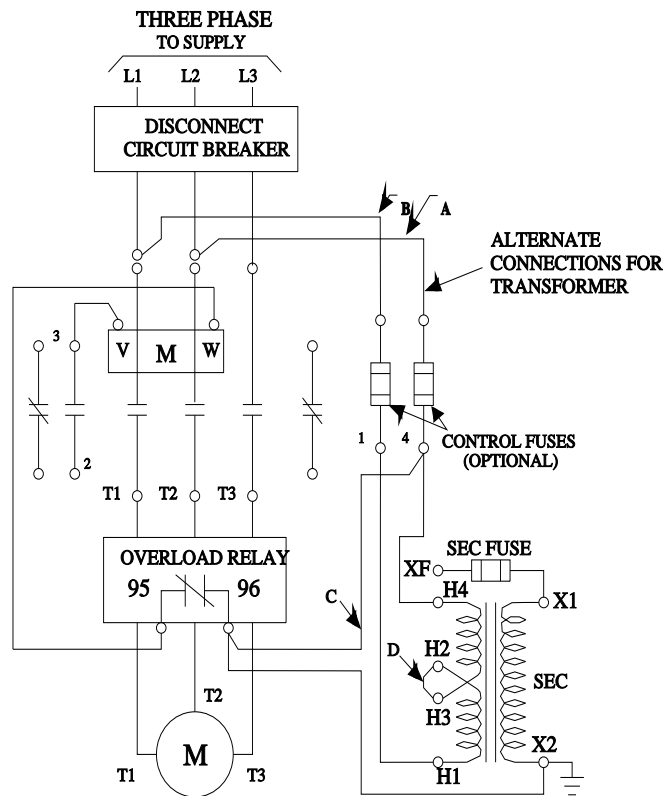 THREE PHASE
TO SUPPLY
L1 L2 L3
DISCONNECT
CIRCUIT BREAKER
B A
ALTERNATE
CONNECTIONS FOR
TRANSFORMER
3
V M W
2
1 4
CONTROL FUSES
(OPTIONAL)
T1 T2 T3
OVERLOAD RELAY
95 96
SEC FUSE
XF
H4 X1
C
D H2
SEC
H3
T2
M
T1 T3
X2
H1